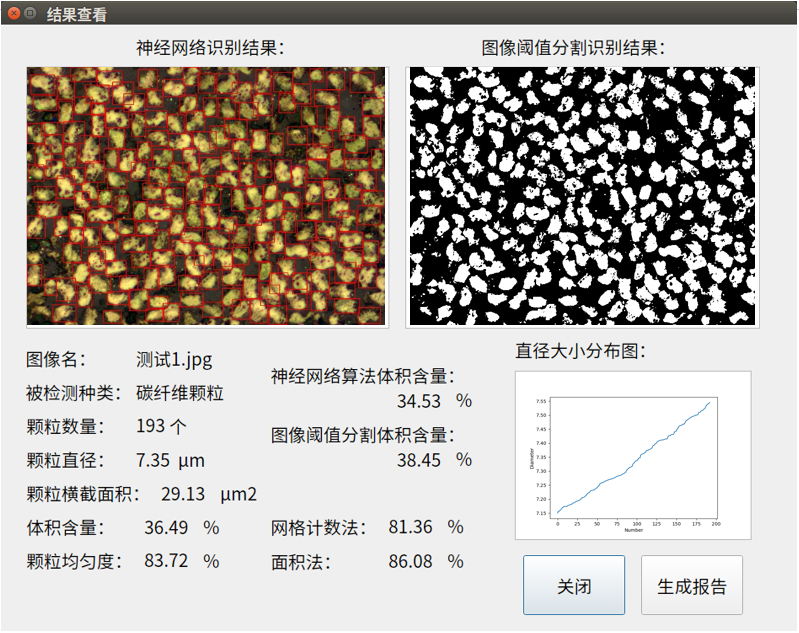 结果查看
神经网络识别结果：
图像阈值分割识别结果：
图像名： 测试1.jpg
被检测种类： 碳纤维颗粒
颗粒数量： 193 个
颗粒直径： 7.35 μm
颗粒横截面积： 29.13 μm2
体积含量： 36.49 %
颗粒均匀度： 83.72 %
神经网络算法体积含量：
34.53 %
图像阈值分割体积含量：
38.45 %
网格计数法： 81.36 %
面积法： 86.08 %
直径大小分布图：
7.55
7.50
7.45
7.40
7.35
7.30
7.25
7.20
7.15
Diameter
0 25 50 75 100 125 150 175 200
Number
关闭
生成报告